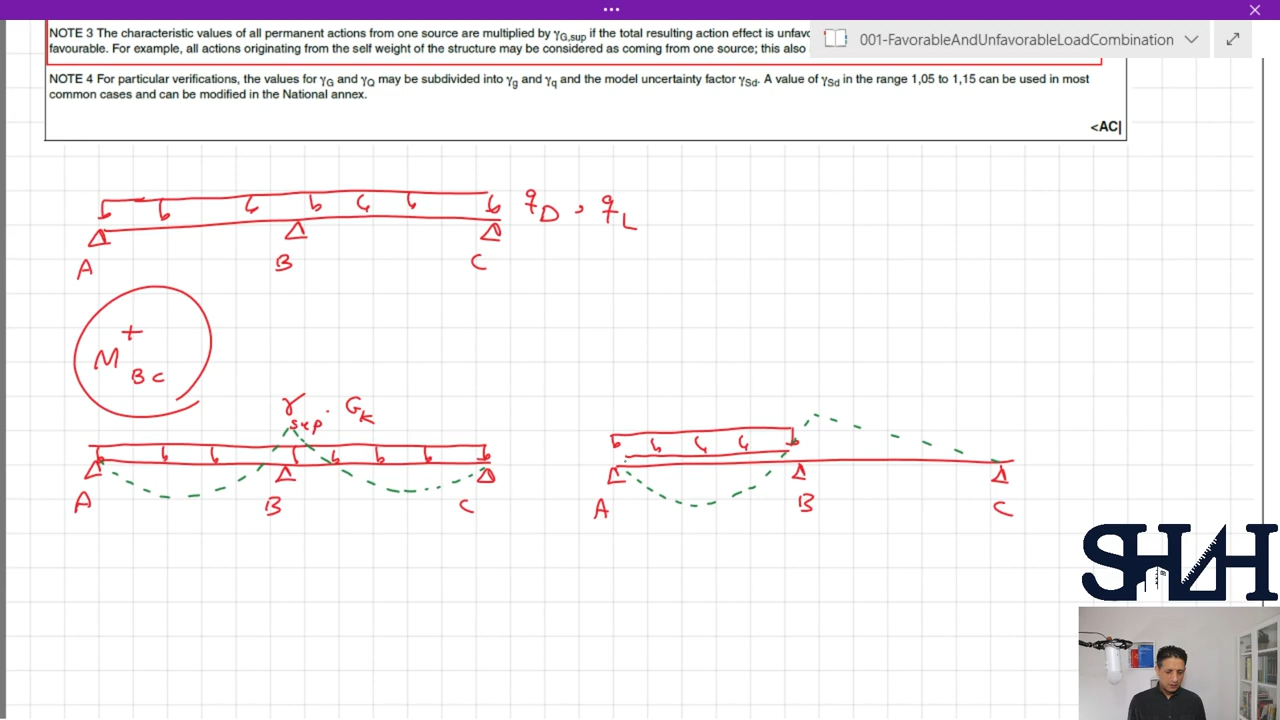 NOTE 3 The characteristic values of all permanent actions from one source are multiplied by γG,sup if the total resulting action effect is unfavo
favourable. For example, all actions originating from the self weight of the structure may be considered as coming from one source; this also
001-FavorableAndUnfavorableLoadCombination
NOTE 4 For particular verifications, the values for γG and γQ may be subdivided into γg and γq and the model uncertainty factor γSd. A value of γSd in the range 1,05 to 1,15 can be used in most
common cases and can be modified in the National annex.
<AC|
qD , qL
A B C
M+BC
γsup . GK
A B C
A B C
SHAH